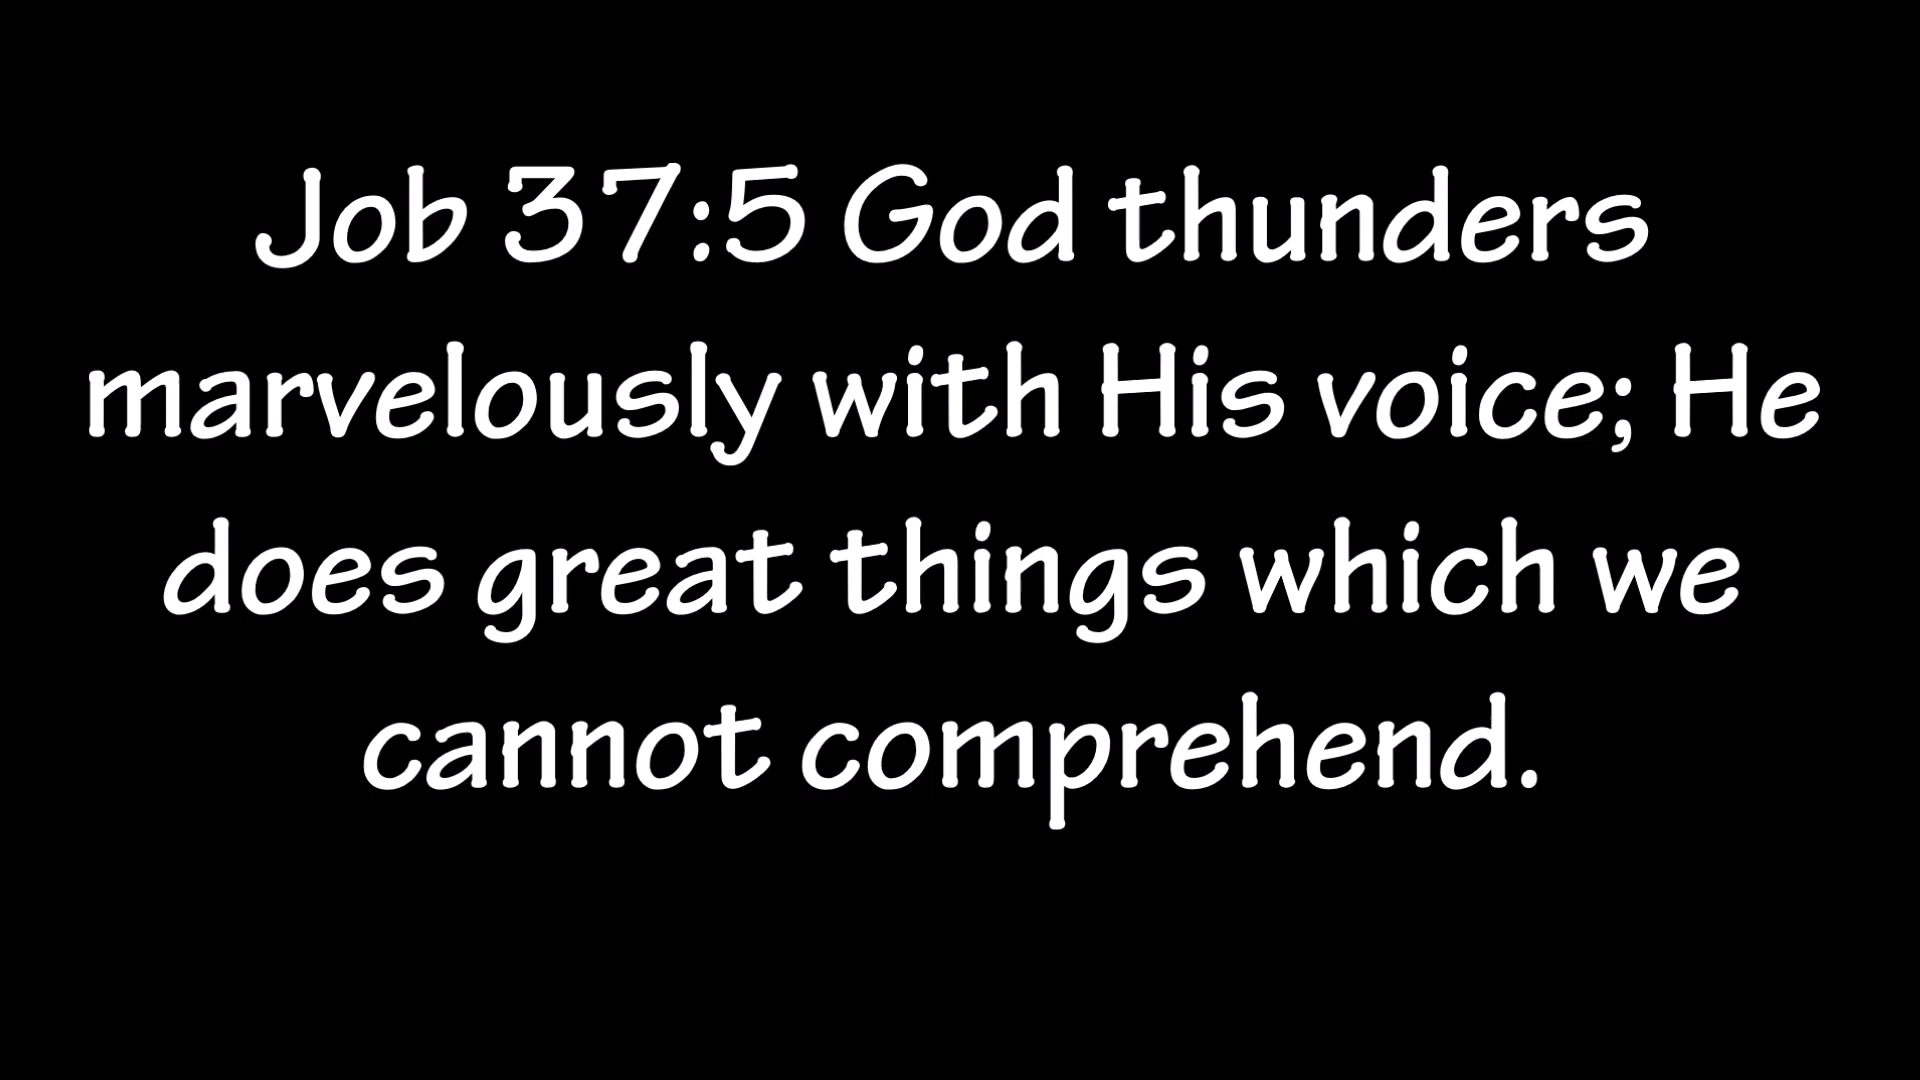 Job 37:5 God thunders
marvelously with His voice; He
does great things which we
cannot comprehend.